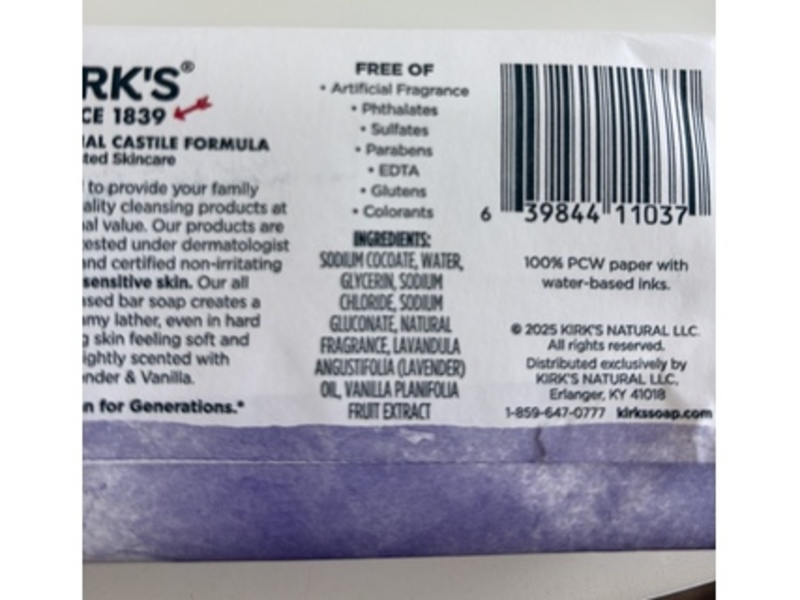 RK'S®
CE 1839
AL CASTILE FORMULA
ted Skincare
to provide your family
ality cleansing products at
al value. Our products are
ested under dermatologist
nd certified non-irritating
sensitive skin. Our all
sed bar soap creates a
my lather, even in hard
g skin feeling soft and
ightly scented with
nder & Vanilla.
n for Generations.*
FREE OF
• Artificial Fragrance
• Phthalates
• Sulfates
• Parabens
• EDTA
• Glutens
• Colorants
INGREDIENTS:
SODIUM COCOATE, WATER,
GLYCERIN, SODIUM
CHLORIDE, SODIUM
GLUCONATE, NATURAL
FRAGRANCE, LAVANDULA
ANGUSTIFOLIA (LAVENDER)
OIL, VANILLA PLANIFOLIA
FRUIT EXTRACT
6 39844 11037
100% PCW paper with
water-based inks.
© 2025 KIRK'S NATURAL LLC.
All rights reserved.
Distributed exclusively by
KIRK'S NATURAL LLC,
Erlanger, KY 41018
1-859-647-0777 kirkssoap.com